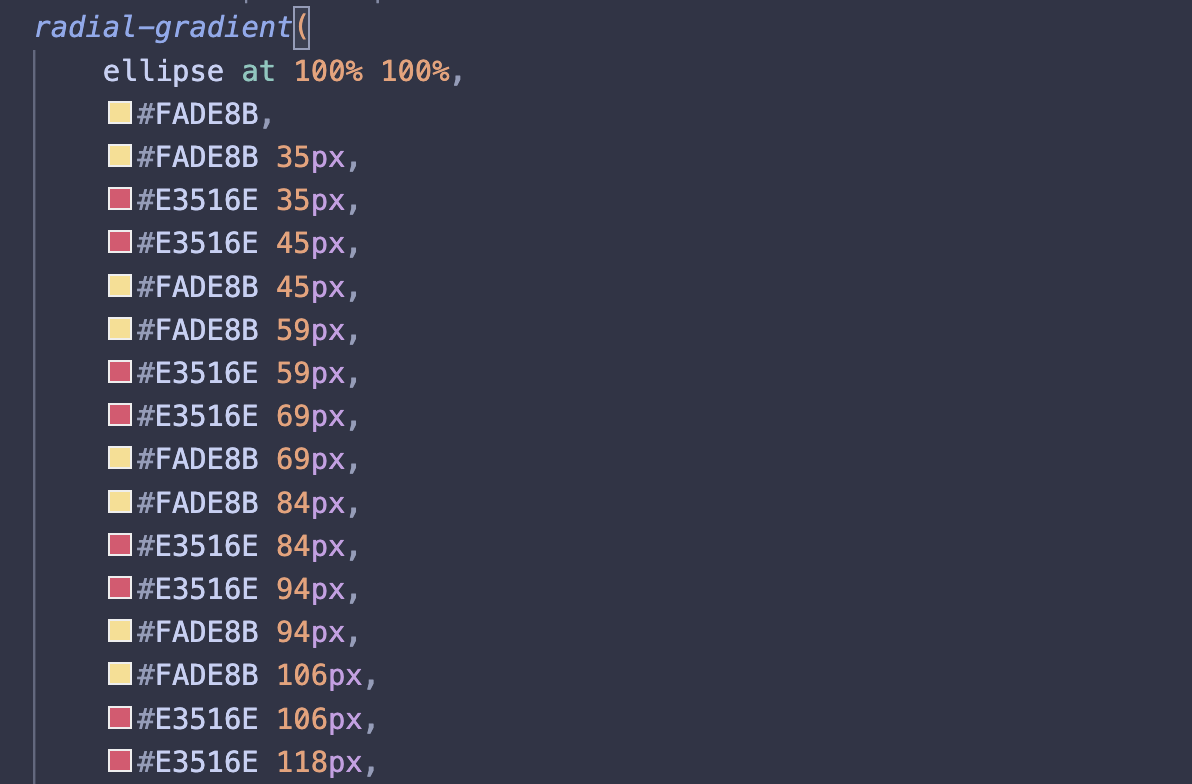 radial-gradient(
ellipse at 100% 100%,
#FADE8B,
#FADE8B 35px,
#E3516E 35px,
#E3516E 45px,
#FADE8B 45px,
#FADE8B 59px,
#E3516E 59px,
#E3516E 69px,
#FADE8B 69px,
#FADE8B 84px,
#E3516E 84px,
#E3516E 94px,
#FADE8B 94px,
#FADE8B 106px,
#E3516E 106px,
#E3516E 118px,